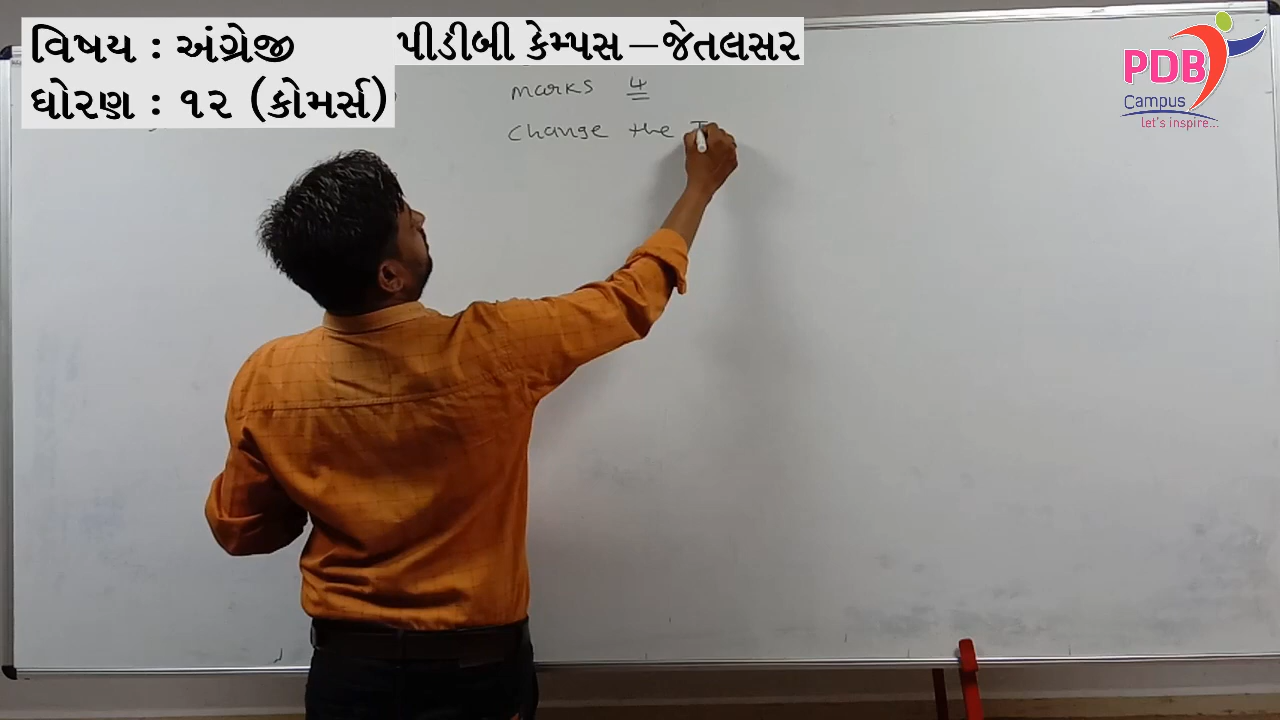 વિષય : અંગ્રેજી
પીડીબી કેમ્પસ – જેતલસર
ધોરણ : ૧૨ (કોમર્સ)
PDB
Campus
Let's inspire...
marks 4
change the